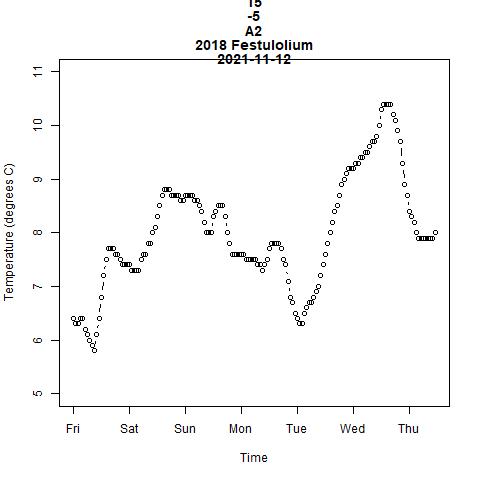 15
-5
A2
2018 Festulolium
2021-11-12
Temperature (degrees C)
11
10
9
8
7
6
5
Fri Sat Sun Mon Tue Wed Thu
Time